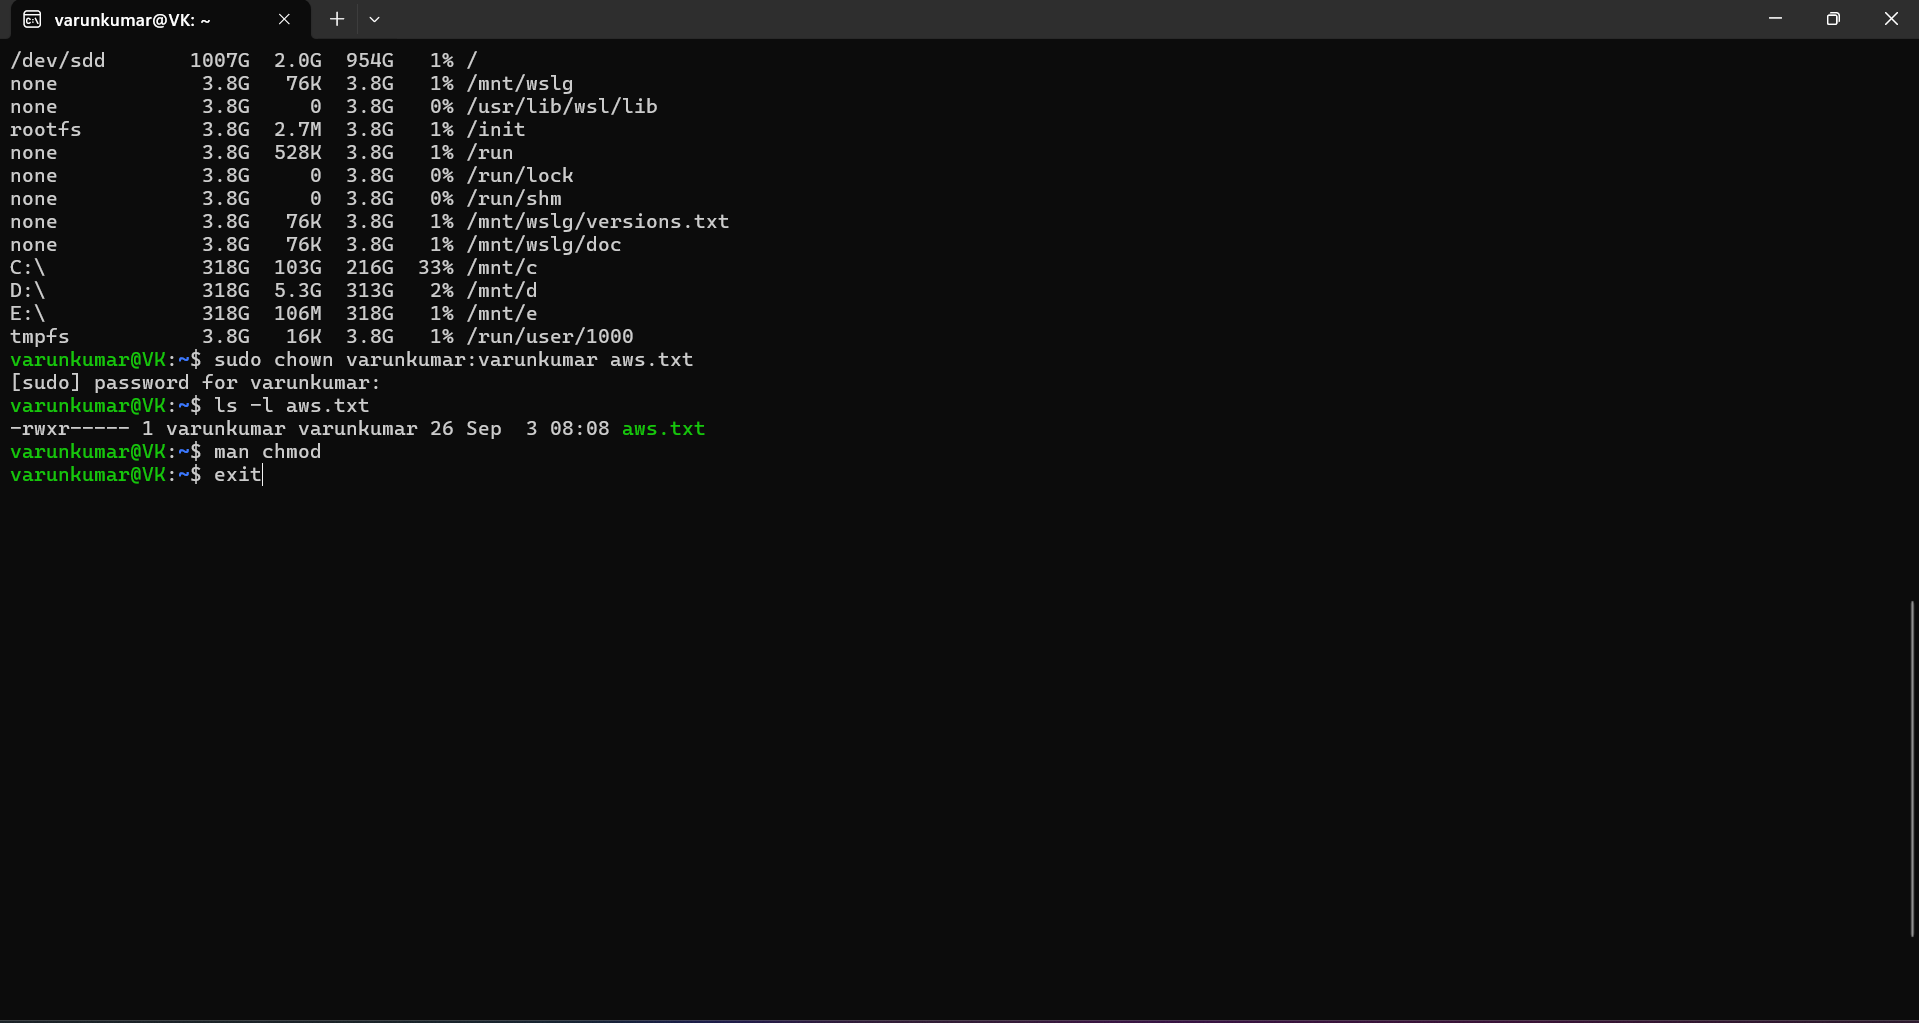 varunkumar@VK: ~
/dev/sdd       1007G  2.0G  954G   1% /
none            3.8G   76K  3.8G   1% /mnt/wslg
none            3.8G     0  3.8G   0% /usr/lib/wsl/lib
rootfs          3.8G  2.7M  3.8G   1% /init
none            3.8G  528K  3.8G   1% /run
none            3.8G     0  3.8G   0% /run/lock
none            3.8G     0  3.8G   0% /run/shm
none            3.8G   76K  3.8G   1% /mnt/wslg/versions.txt
none            3.8G   76K  3.8G   1% /mnt/wslg/doc
C:\             318G  103G  216G  33% /mnt/c
D:\             318G  5.3G  313G   2% /mnt/d
E:\             318G  106M  318G   1% /mnt/e
tmpfs           3.8G   16K  3.8G   1% /run/user/1000
varunkumar@VK:~$ sudo chown varunkumar:varunkumar aws.txt
[sudo] password for varunkumar:
varunkumar@VK:~$ ls -l aws.txt
-rwxr----- 1 varunkumar varunkumar 26 Sep  3 08:08 aws.txt
varunkumar@VK:~$ man chmod
varunkumar@VK:~$ exit